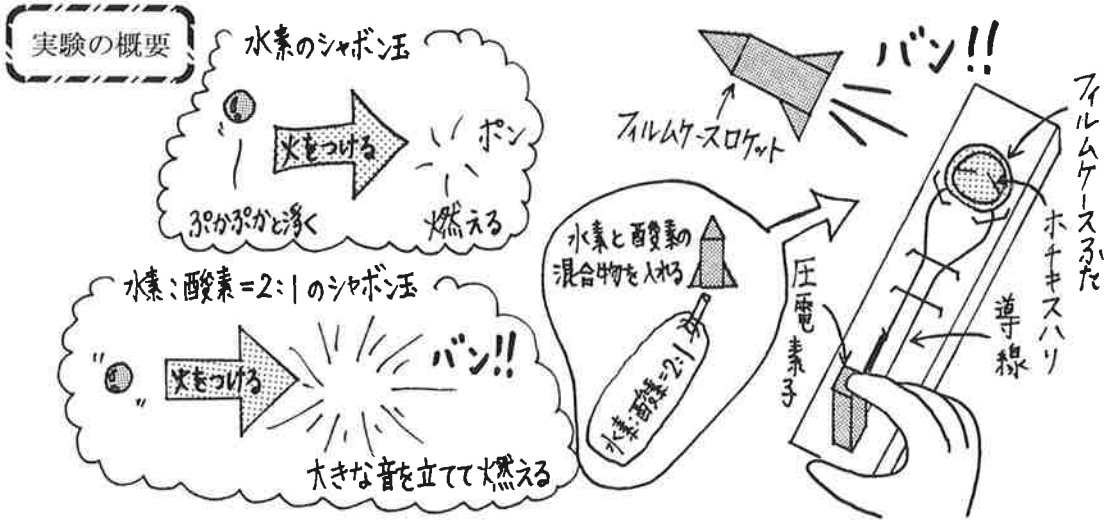 実験の概要
水素のシャボン玉
火をつける
ポン
ぷかぷかと浮く
燃える
水素:酸素=2:1のシャボン玉
火をつける
バン!!
大きな音を立てて燃える
バン!!
フィルムケースロケット
水素と酸素の
混合物を入れる
水素:酸素=2:1
圧電素子
導線
ホチキスハリ
フィルムケースふた